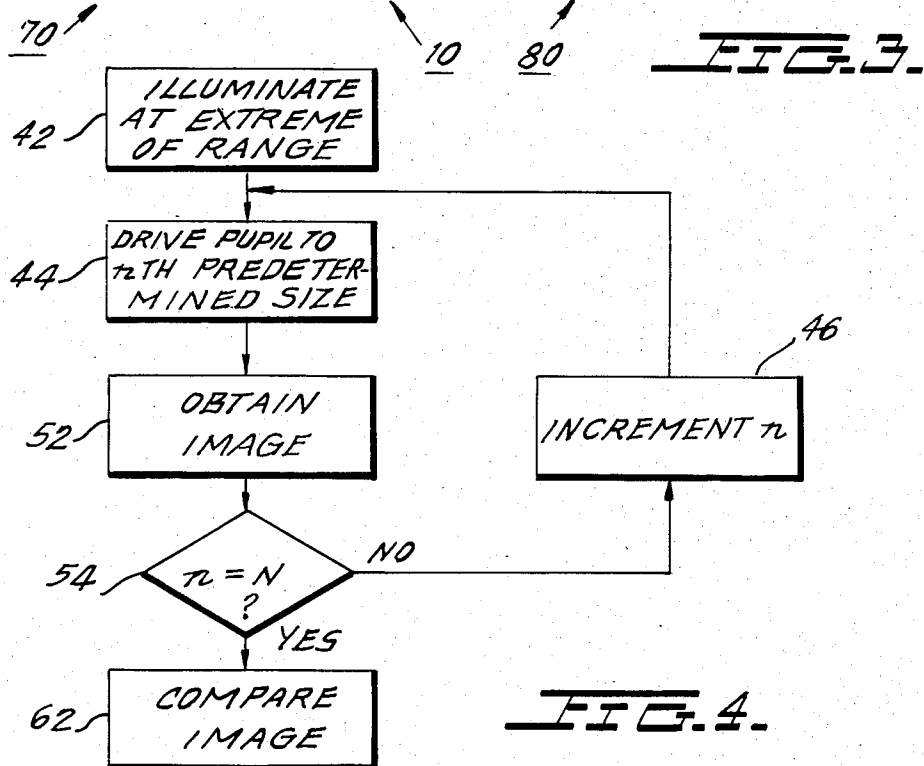 70 10 80 FIG. 3.
42
ILLUMINATE
AT EXTREME
OF RANGE
44
DRIVE PUPIL TO
nTH PREDETER-
MINED SIZE
46
INCREMENT n
52
OBTAIN
IMAGE
54
n = N
?
NO
YES
62
COMPARE
IMAGE
FIG. 4.